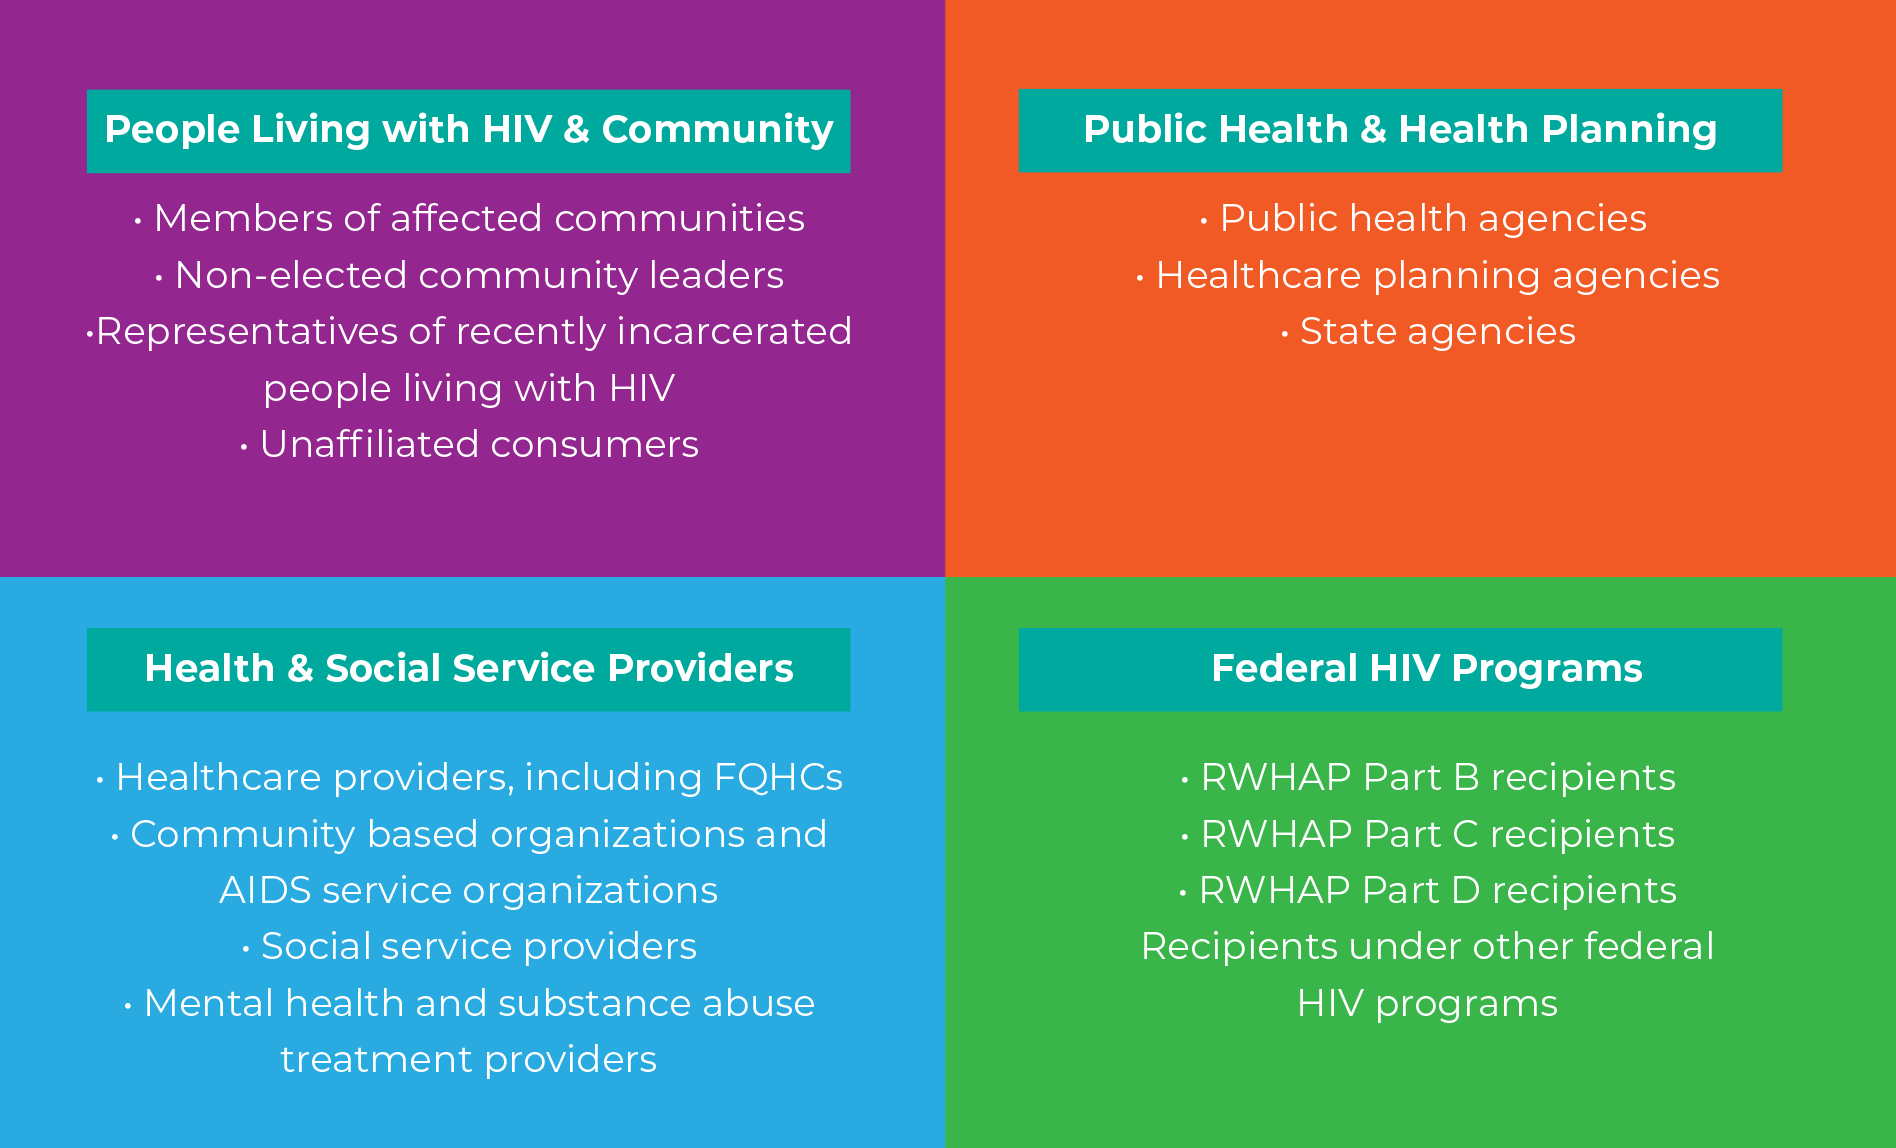 People Living with HIV & Community
• Members of affected communities
• Non-elected community leaders
•Representatives of recently incarcerated
people living with HIV
• Unaffiliated consumers
Public Health & Health Planning
• Public health agencies
• Healthcare planning agencies
• State agencies
Health & Social Service Providers
• Healthcare providers, including FQHCs
• Community based organizations and
AIDS service organizations
• Social service providers
• Mental health and substance abuse
treatment providers
Federal HIV Programs
• RWHAP Part B recipients
• RWHAP Part C recipients
• RWHAP Part D recipients
Recipients under other federal
HIV programs